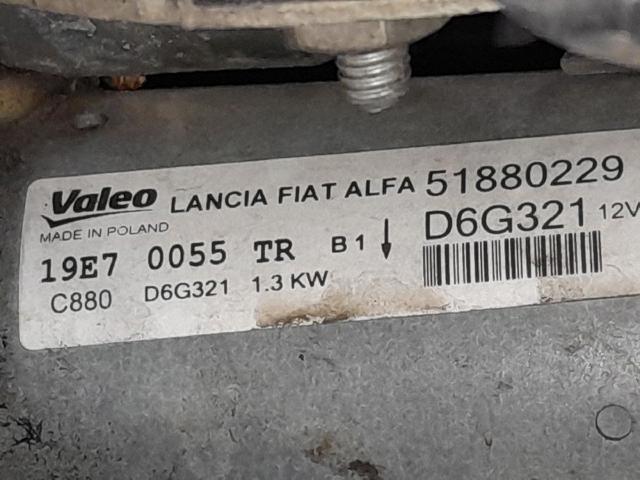 Valeo LANCIA FIAT ALFA 51880229
MADE IN POLAND D6G321 12V
19E7 0055 TR B1 ↓
C880 D6G321 1.3 KW